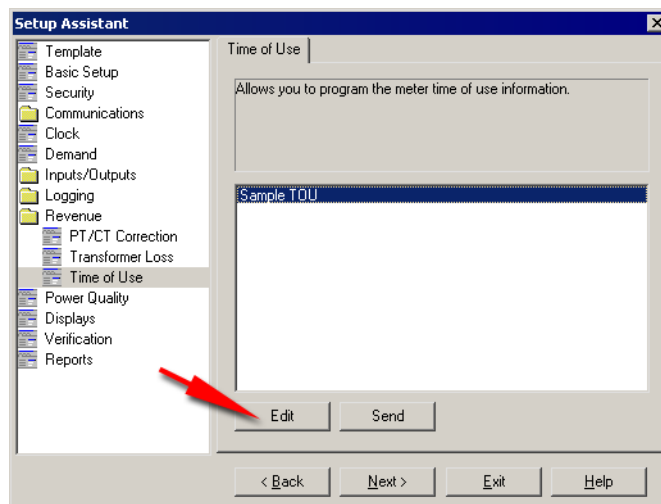 Setup Assistant
Template
Basic Setup
Security
Communications
Clock
Demand
Inputs/Outputs
Logging
Revenue
PT/CT Correction
Transformer Loss
Time of Use
Power Quality
Displays
Verification
Reports
Time of Use
Allows you to program the meter time of use information.
Sample TOU
Edit
Send
< Back
Next >
Exit
Help